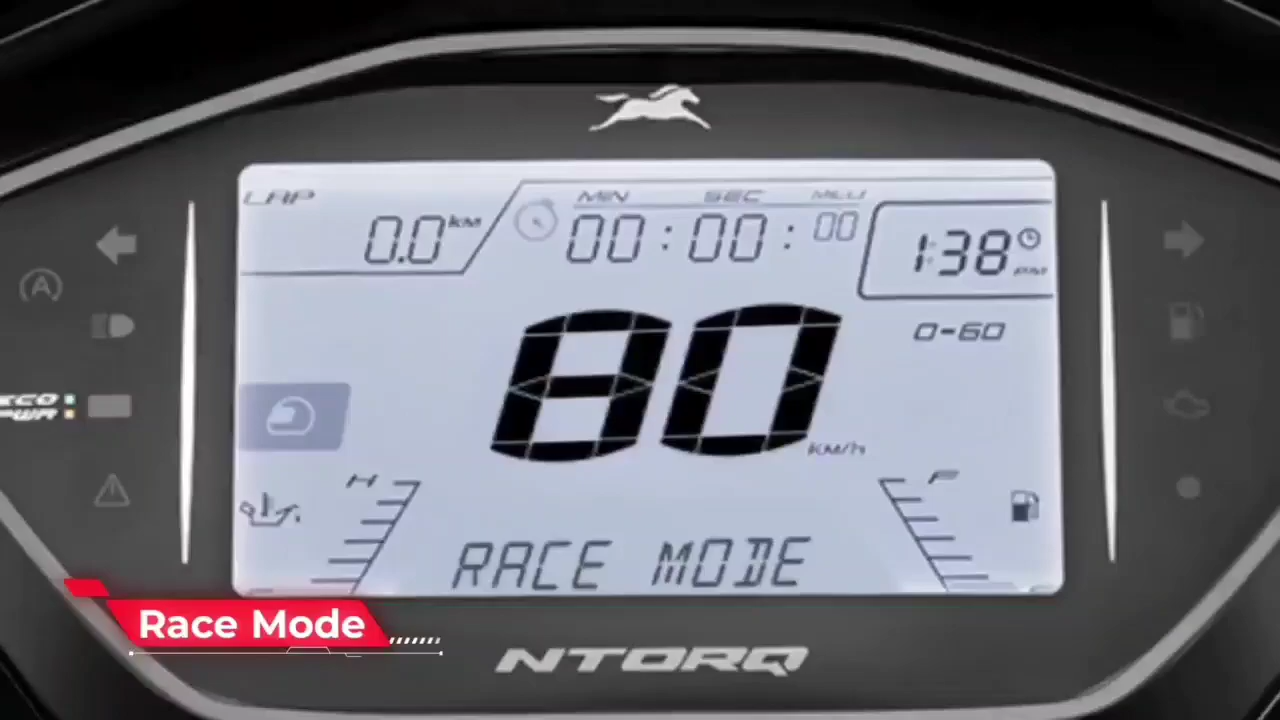 LAP
0.0 KM
MIN SEC MILLI
00 : 00 : 00
1:38 PM
0-60
A
80 KM/h
ECO
PWR
H
F
RACE MODE
Race Mode
NTORQ